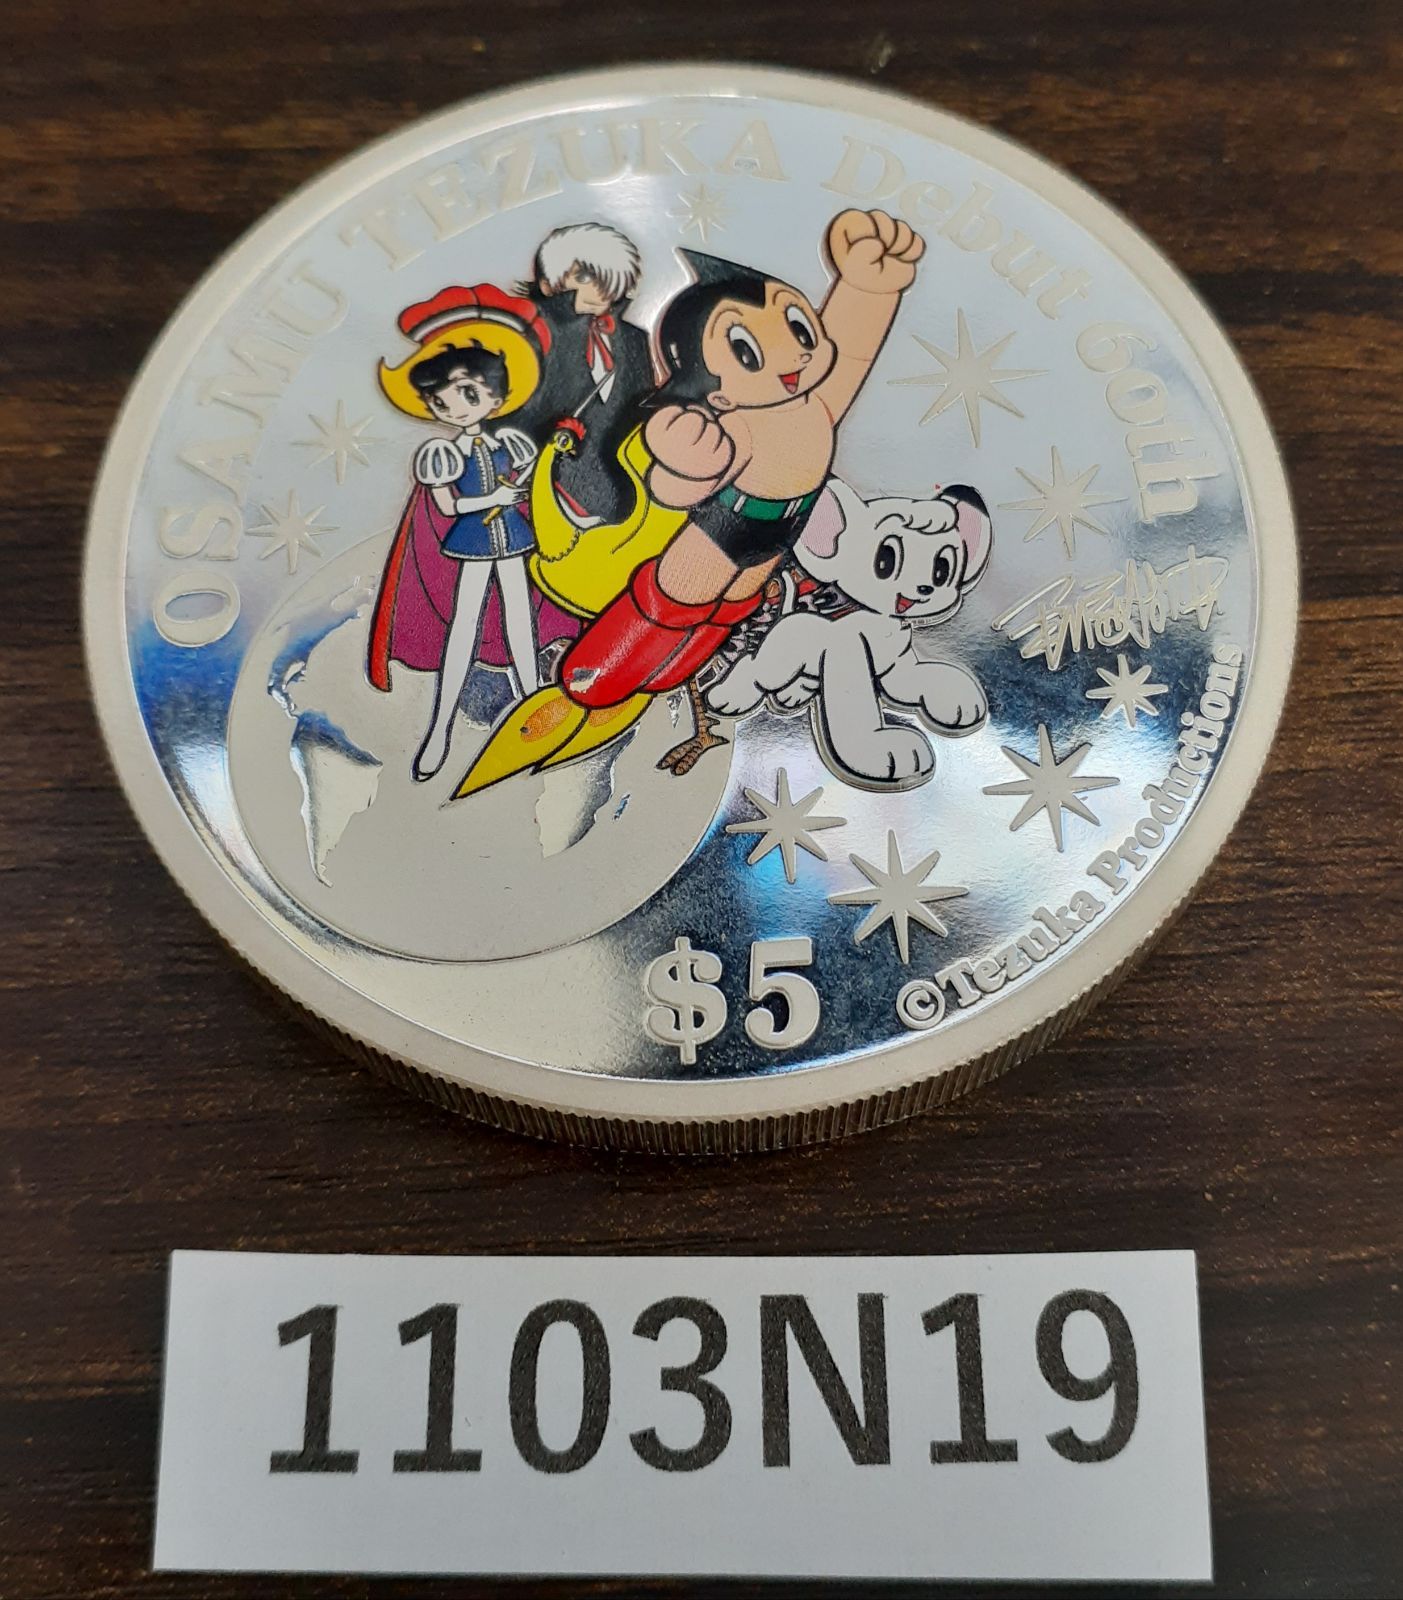 OSAMU TEZUKA Debut 60th
$5
©Tezuka Productions
1103N19